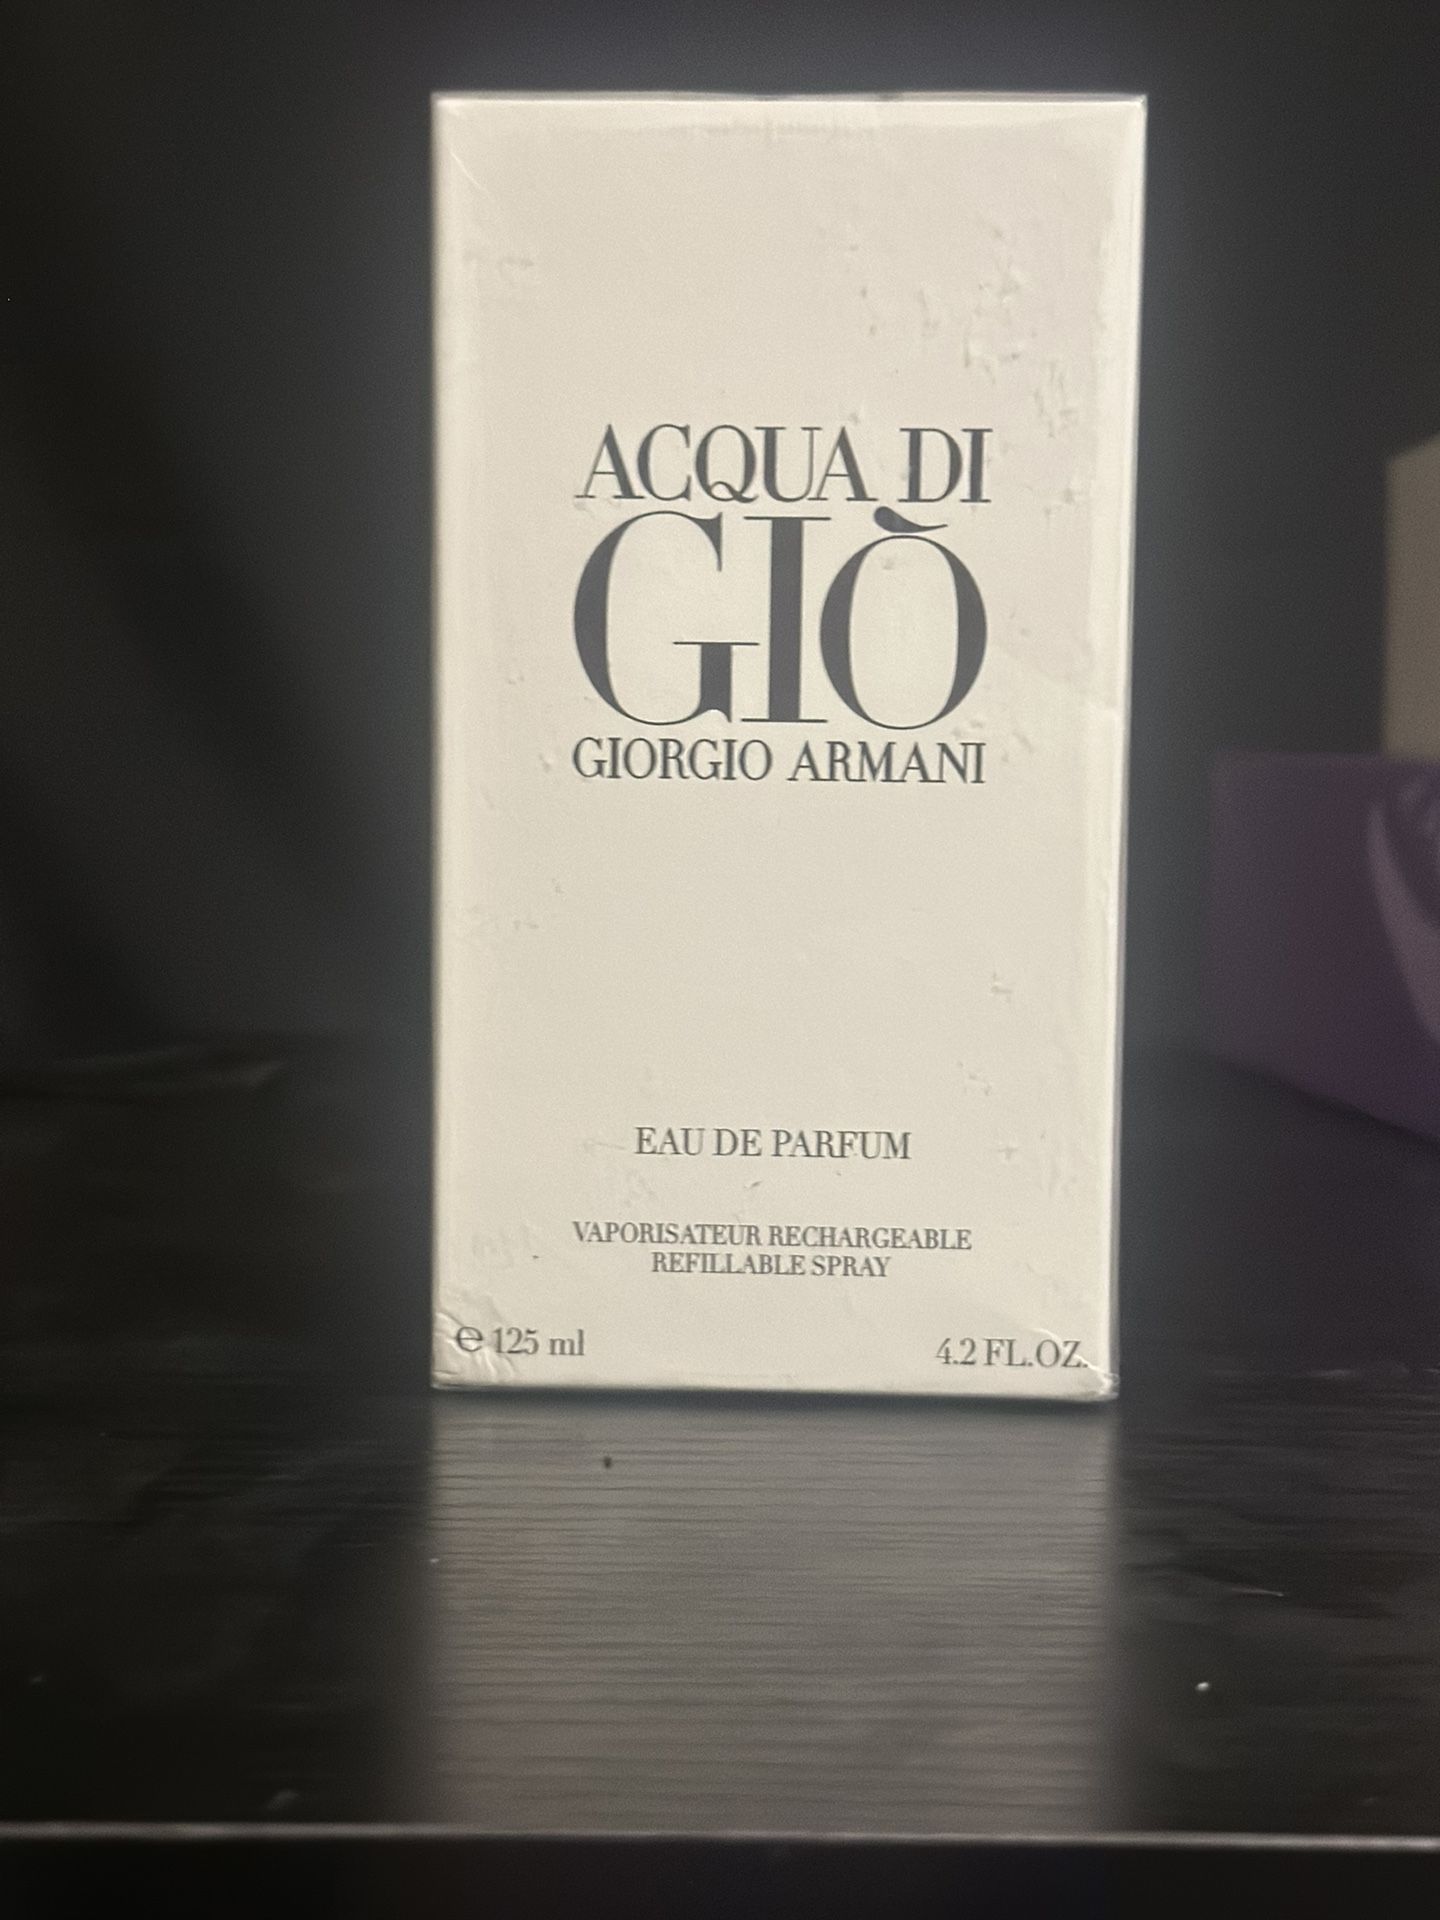 ACQUA DI
GIÒ
GIORGIO ARMANI
EAU DE PARFUM
VAPORISATEUR RECHARGEABLE
REFILLABLE SPRAY
℮ 125 ml 4.2 FL.OZ.